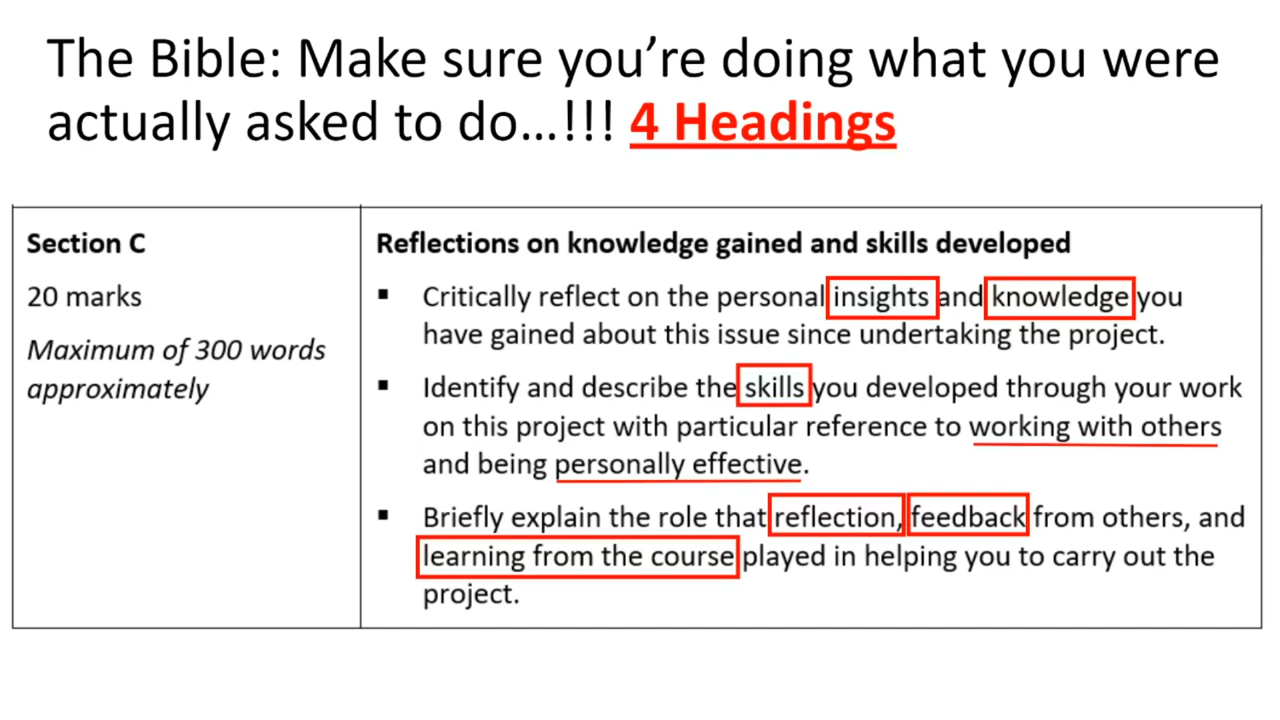 The Bible: Make sure you’re doing what you were
actually asked to do…!!! 4 Headings
Section C
20 marks
Maximum of 300 words
approximately
Reflections on knowledge gained and skills developed
▪ Critically reflect on the personal insights and knowledge you
have gained about this issue since undertaking the project.
▪ Identify and describe the skills you developed through your work
on this project with particular reference to working with others
and being personally effective.
▪ Briefly explain the role that reflection, feedback from others, and
learning from the course played in helping you to carry out the
project.